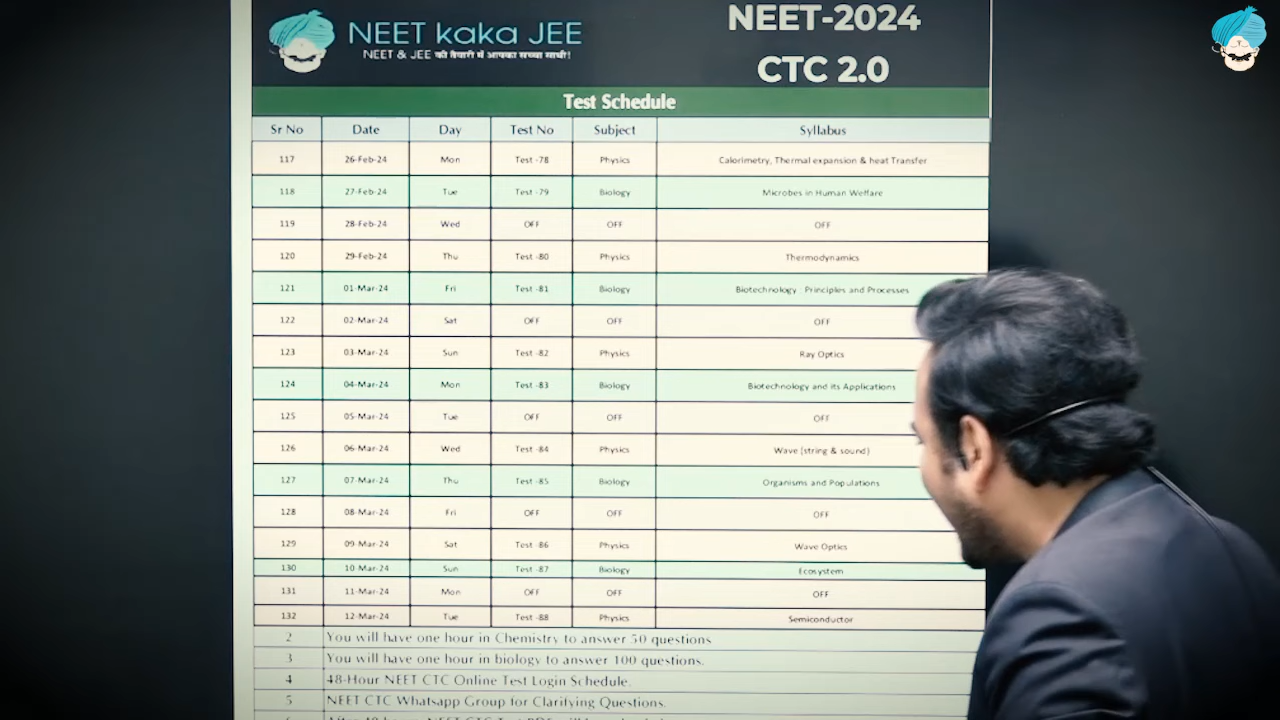 NEET kaka JEE
NEET & JEE की तैयारी में आपका सच्चा साथी!
NEET-2024
CTC 2.0
Test Schedule
Sr No Date Day Test No Subject Syllabus
117 26-Feb-24 Mon Test -78 Physics Calorimetry, Thermal expansion & heat Transfer
118 27-Feb-24 Tue Test -79 Biology Microbes in Human Welfare
119 28-Feb-24 Wed OFF OFF OFF
120 29-Feb-24 Thu Test -80 Physics Thermodynamics
121 01-Mar-24 Fri Test -81 Biology Biotechnology : Principles and Processes
122 02-Mar-24 Sat OFF OFF OFF
123 03-Mar-24 Sun Test -82 Physics Ray Optics
124 04-Mar-24 Mon Test -83 Biology Biotechnology and its Applications
125 05-Mar-24 Tue OFF OFF OFF
126 06-Mar-24 Wed Test -84 Physics Wave (string & sound)
127 07-Mar-24 Thu Test -85 Biology Organisms and Populations
128 08-Mar-24 Fri OFF OFF OFF
129 09-Mar-24 Sat Test -86 Physics Wave Optics
130 10-Mar-24 Sun Test -87 Biology Ecosystem
131 11-Mar-24 Mon OFF OFF OFF
132 12-Mar-24 Tue Test -88 Physics Semiconductor
2 You will have one hour in Chemistry to answer 50 questions
3 You will have one hour in biology to answer 100 questions.
4 48-Hour NEET CTC Online Test Login Schedule.
5 NEET CTC Whatsapp Group for Clarifying Questions.